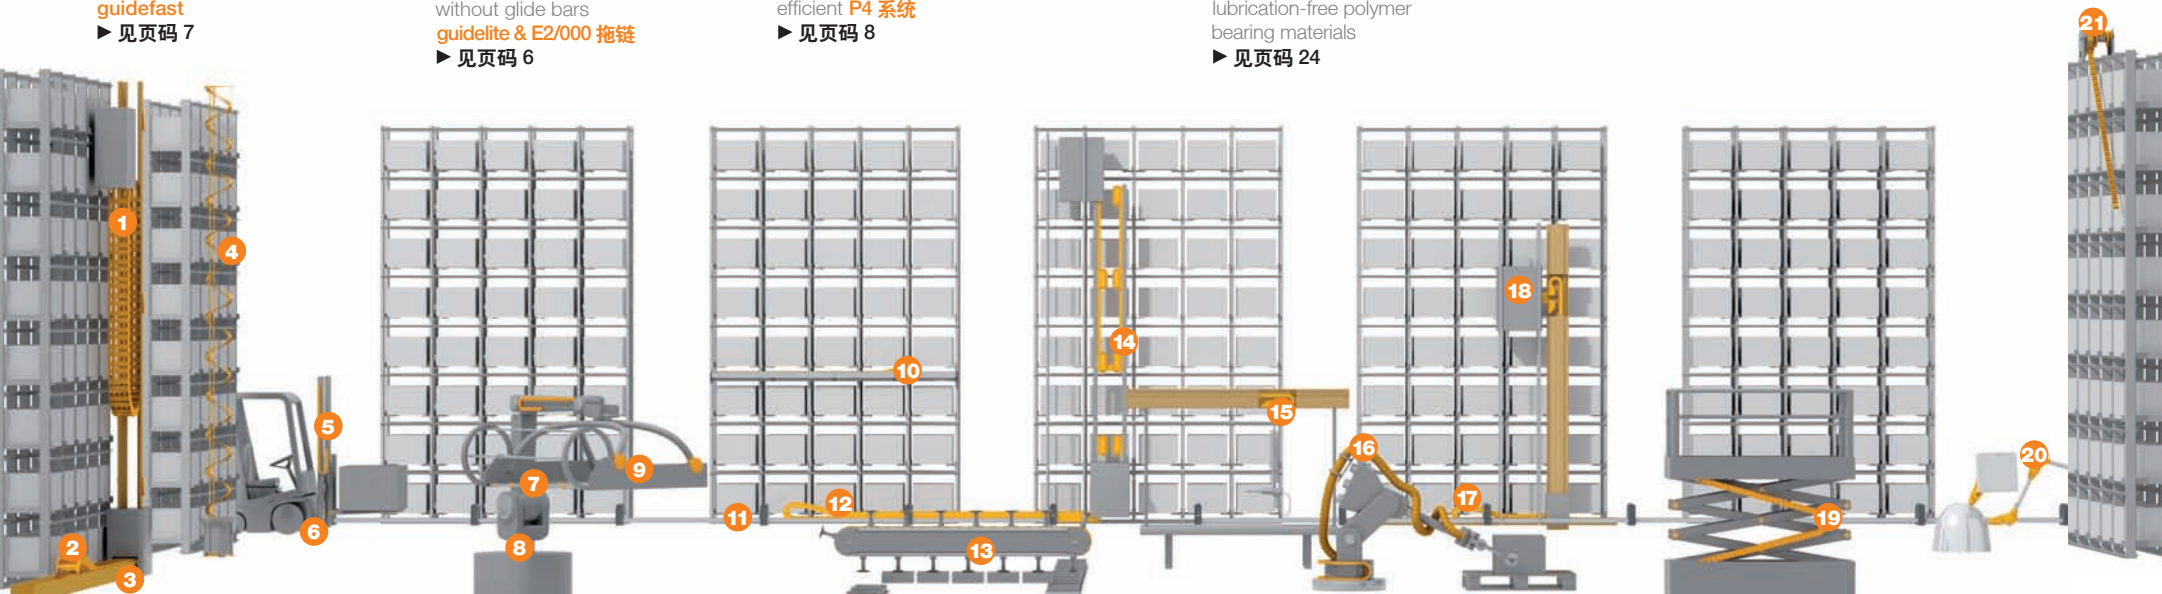 guidefast
► 见页码 7
without glide bars
guidelite & E2/000 拖链
► 见页码 6
efficient P4 系统
► 见页码 8
lubrication-free polymer
bearing materials
► 见页码 24
1
2
3
4
5
6
7
8
9
10
11
12
13
14
15
16
17
18
19
20
21